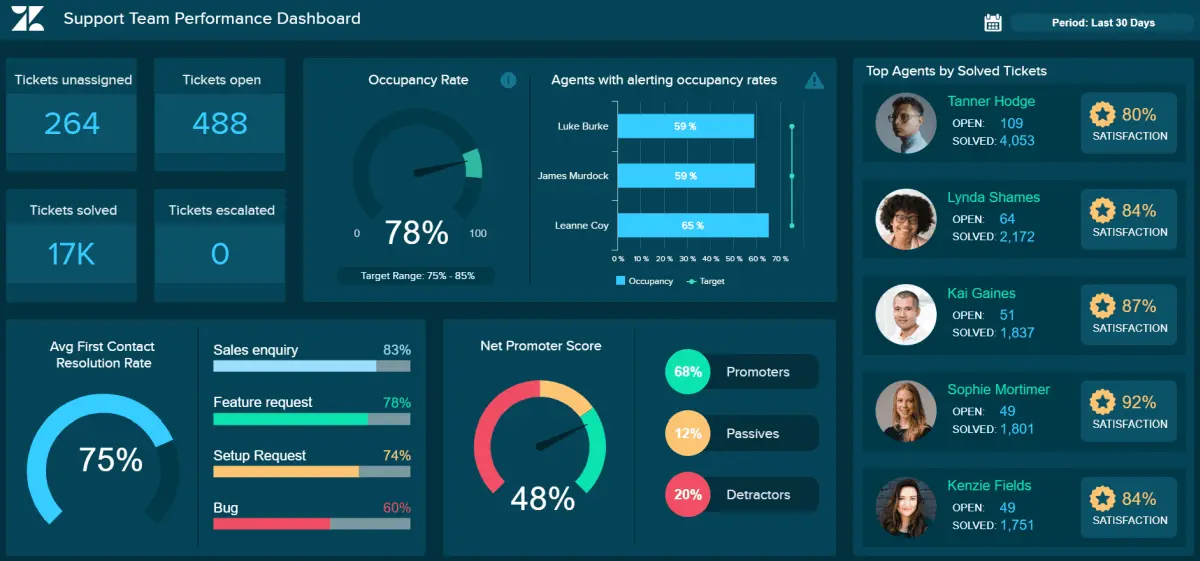 Support Team Performance Dashboard
Period: Last 30 Days
Tickets unassigned
264
Tickets open
488
Tickets solved
17K
Tickets escalated
0
Occupancy Rate
i
0
78%
100
Target Range: 75% - 85%
Agents with alerting occupancy rates
Luke Burke
59 %
James Murdock
59 %
Leanne Coy
65 %
0 % 10 % 20 % 30 % 40 % 50 % 60 % 70 %
Occupancy Target
Top Agents by Solved Tickets
Tanner Hodge
OPEN: 109
SOLVED: 4,053
80%
SATISFACTION
Lynda Shames
OPEN: 64
SOLVED: 2,172
84%
SATISFACTION
Kai Gaines
OPEN: 51
SOLVED: 1,837
87%
SATISFACTION
Sophie Mortimer
OPEN: 49
SOLVED: 1,801
92%
SATISFACTION
Kenzie Fields
OPEN: 49
SOLVED: 1,751
84%
SATISFACTION
Avg First Contact
Resolution Rate
75%
Sales enquiry 83%
Feature request 78%
Setup Request 74%
Bug 60%
Net Promoter Score
48%
68% Promoters
12% Passives
20% Detractors